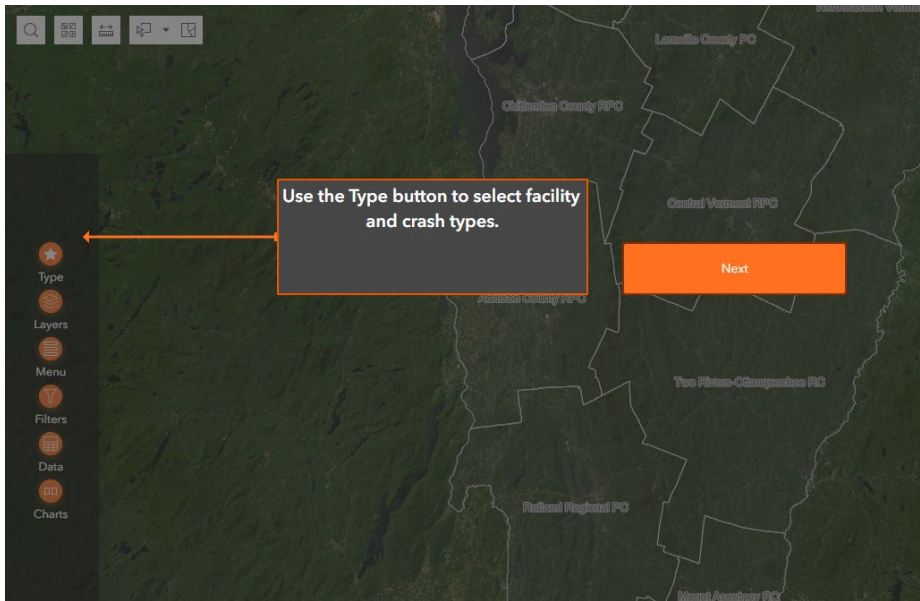 Lamoille County PC
Chittenden County RPC
Use the Type button to select facility
and crash types.
Central Vermont RPC
Next
Type
Addison County RPC
Layers
Menu
Two Rivers-Ottauquechee RC
Filters
Data
Rutland Regional PC
Charts
Mount Ascutney RC